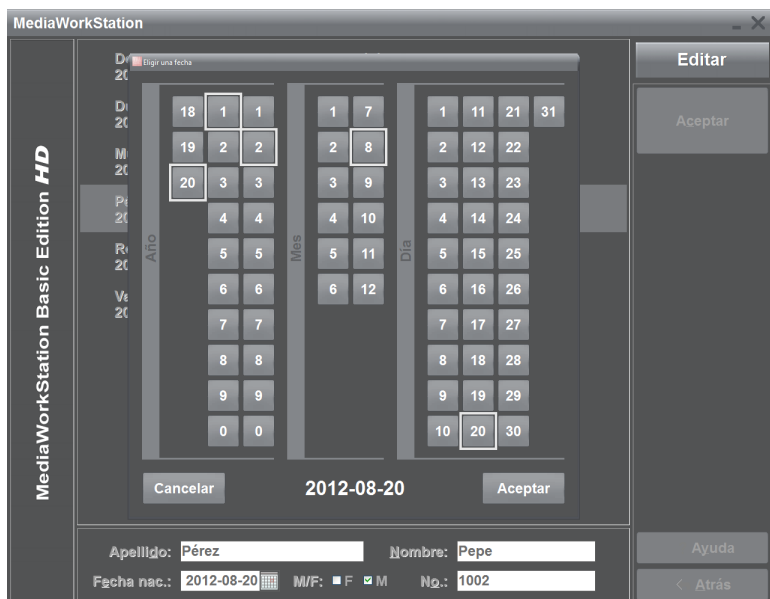 MediaWorkStation
Eligir una fecha
Editar
Aceptar
MediaWorkStation Basic Edition HD
Año
18 1 1
19 2 2
20 3 3
4 4
5 5
6 6
7 7
8 8
9 9
0 0
Mes
1 7
2 8
3 9
4 10
5 11
6 12
Día
1 11 21 31
2 12 22
3 13 23
4 14 24
5 15 25
6 16 26
7 17 27
8 18 28
9 19 29
10 20 30
Cancelar 2012-08-20 Aceptar
Apellido: Pérez Nombre: Pepe
Fecha nac.: 2012-08-20 M/F: F M No.: 1002
Ayuda
< Atrás